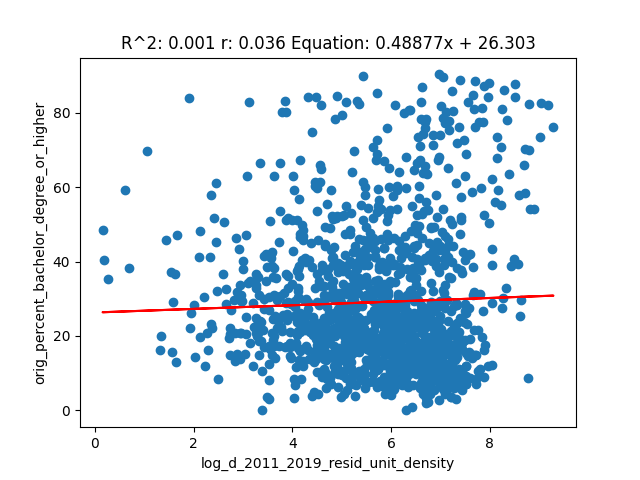 R^2: 0.001 r: 0.036 Equation: 0.48877x + 26.303
orig_percent_bachelor_degree_or_higher
80
60
40
20
0
0 2 4 6 8
log_d_2011_2019_resid_unit_density